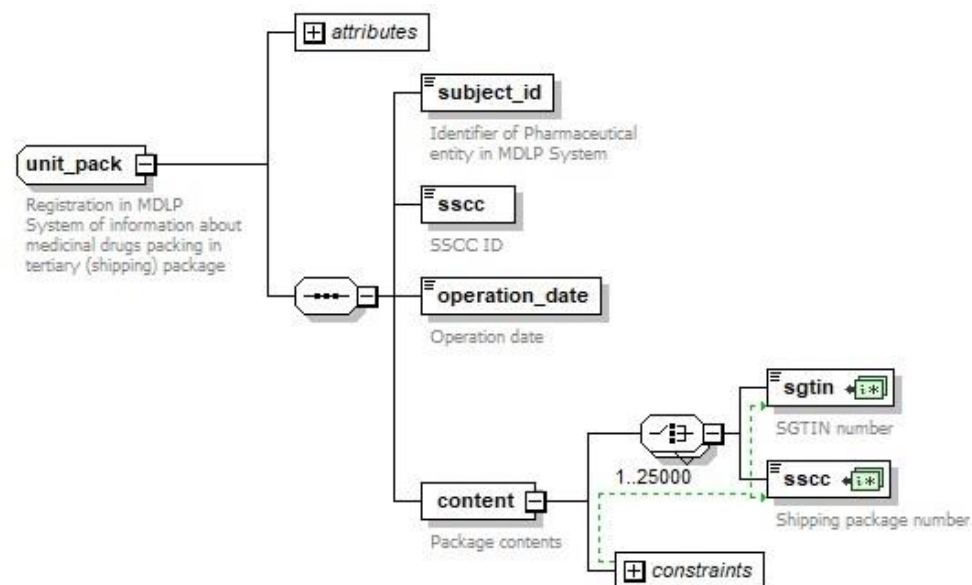 attributes
subject_id
Identifier of Pharmaceutical
entity in MDLP System
unit_pack
Registration in MDLP
System of information about
medicinal drugs packing in
tertiary (shipping) package
sscc
SSCC ID
operation_date
Operation date
sgtin
SGTIN number
1..25000
sscc
Shipping package number
content
Package contents
constraints